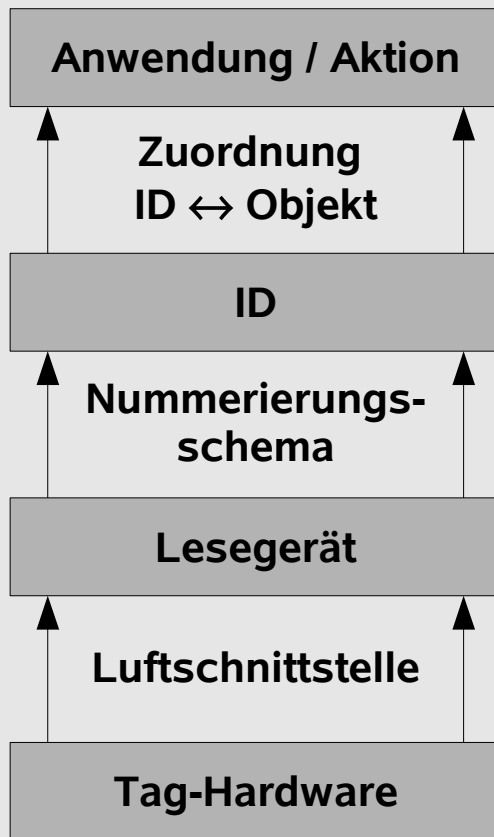 Anwendung / Aktion
Zuordnung
ID ↔ Objekt
ID
Nummerierungs-
schema
Lesegerät
Luftschnittstelle
Tag-Hardware